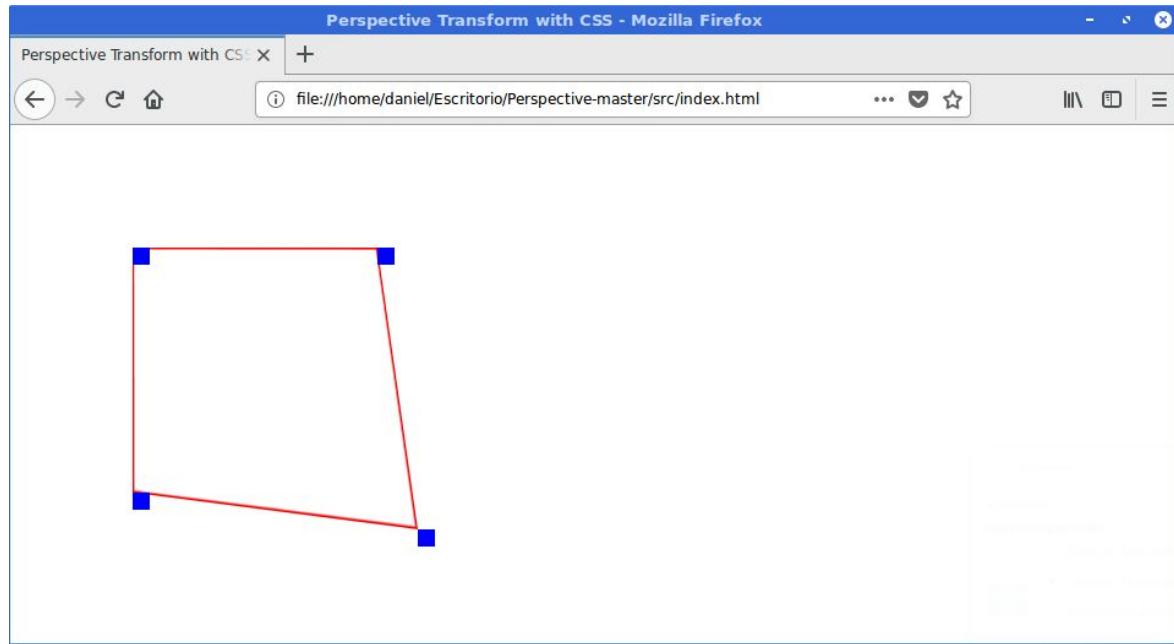 Perspective Transform with CSS - Mozilla Firefox
Perspective Transform with CSS
file:///home/daniel/Escritorio/Perspective-master/src/index.html